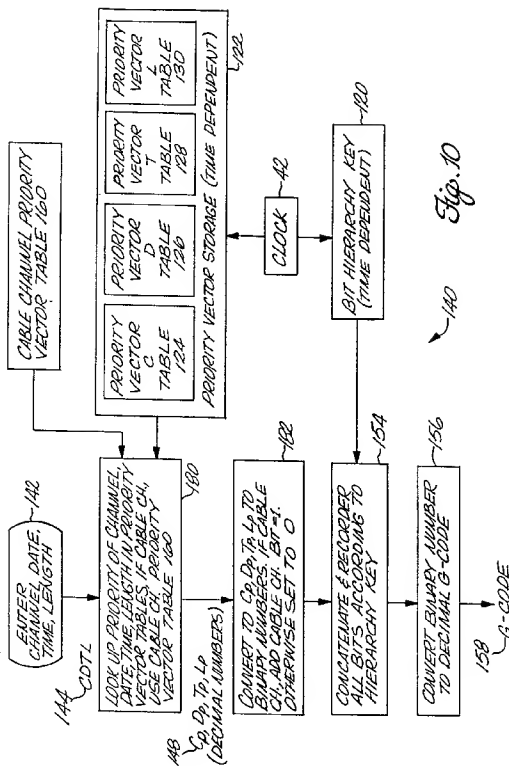 142
ENTER
CHANNEL, DATE,
TIME, LENGTH
144
CDTL
CABLE CHANNEL PRIORITY
VECTOR TABLE 160
LOOK UP PRIORITY OF CHANNEL,
DATE, TIME, LENGTH IN PRIORITY
VECTOR TABLES. IF CABLE CH.,
USE CABLE CH. PRIORITY
VECTOR TABLE 160
180
PRIORITY
VECTOR
C
TABLE
124
PRIORITY
VECTOR
D
TABLE
126
PRIORITY
VECTOR
T
TABLE
128
PRIORITY
VECTOR
L
TABLE
130
PRIORITY VECTOR STORAGE (TIME DEPENDENT)
122
148
Cp, Dp, Tp, Lp
(DECIMAL NUMBERS)
CONVERT TO Cp, Dp, Tp, Lp TO
BINARY NUMBERS. IF CABLE
CH. ADD CABLE CH. BIT=1.
OTHERWISE SET TO 0
182
CLOCK
42
CONCATENATE & RECORDER
ALL BITS ACCORDING TO
HIERARCHY KEY
154
BIT HIERARCHY KEY
(TIME DEPENDENT)
120
CONVERT BINARY NUMBER
TO DECIMAL G-CODE
156
158
G-CODE
140
Fig. 10